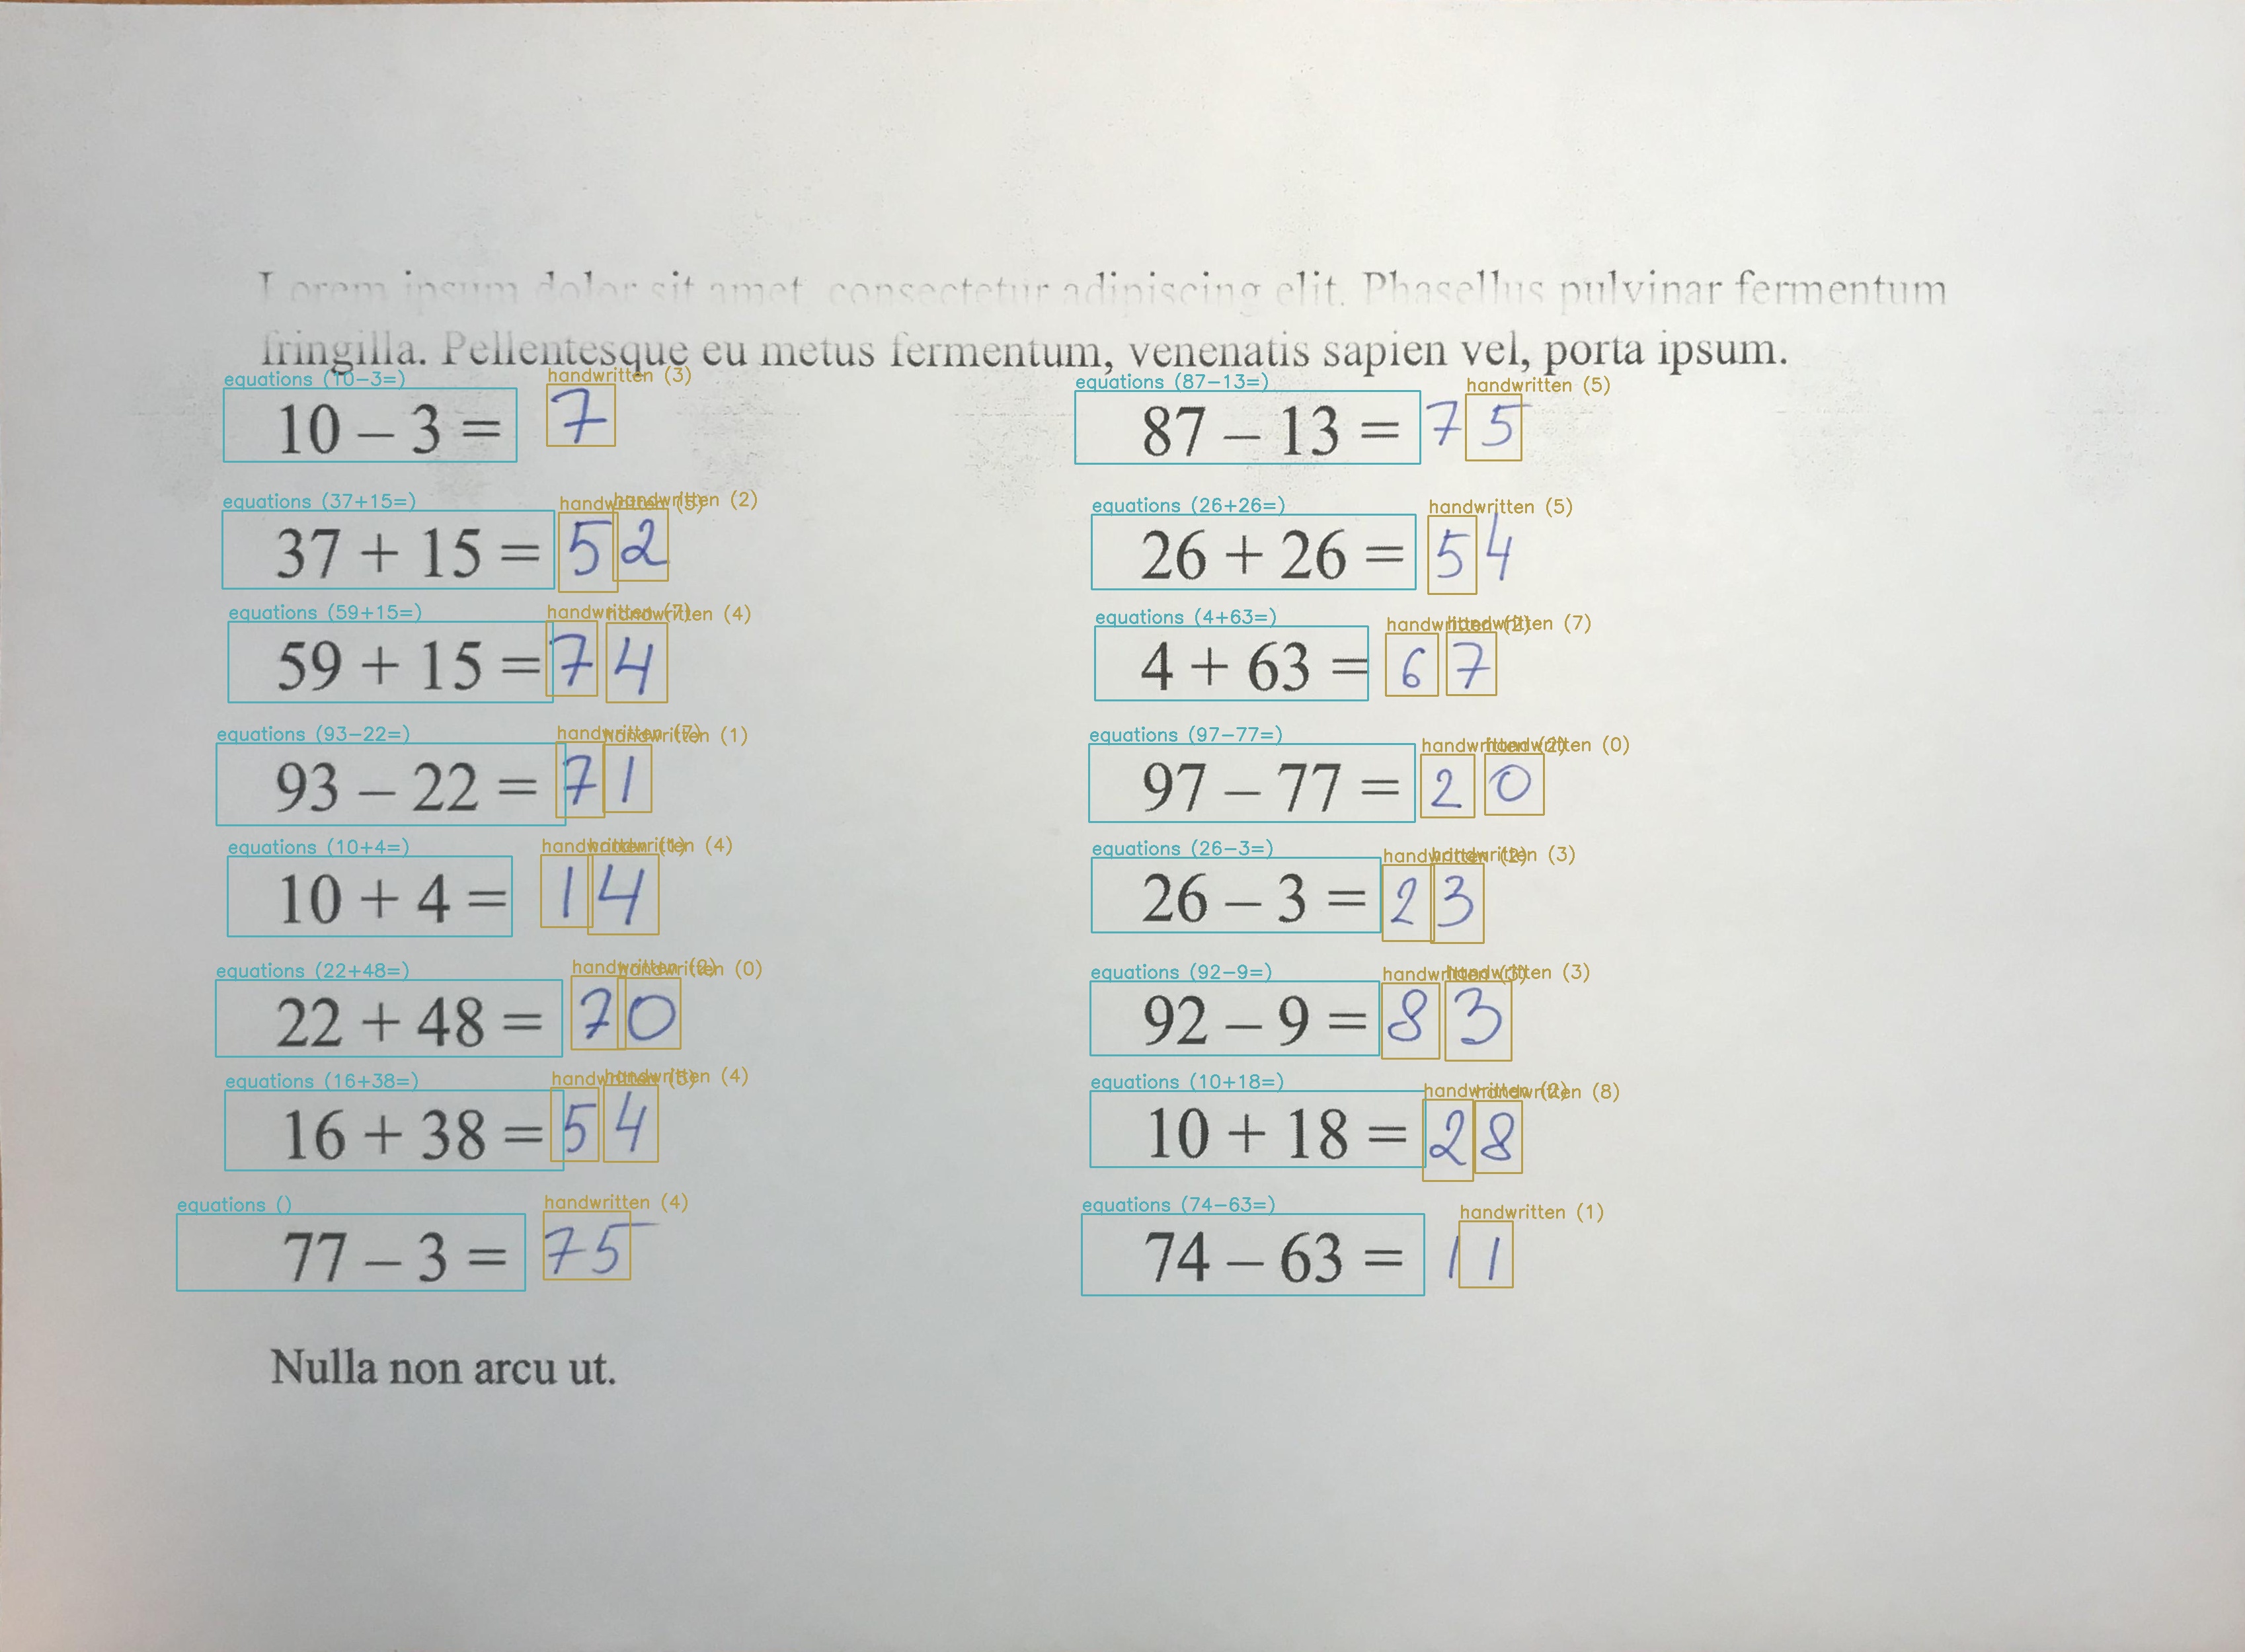 Lorem ipsum dolor sit amet, consectetur adipiscing elit. Phasellus pulvinar fermentum
fringilla. Pellentesque eu metus fermentum, venenatis sapien vel, porta ipsum.
equations (10-3=) handwritten (3) equations (87-13=) handwritten (5)
10 – 3 = 7 87 – 13 = 75
equations (37+15=) handwritten (5) handwritten (2) equations (26+26=) handwritten (5)
37 + 15 = 52 26 + 26 = 54
equations (59+15=) handwritten (7) handwritten (4) equations (4+63=) handwritten (2) handwritten (7)
59 + 15 = 74 4 + 63 = 67
equations (93-22=) handwritten (7) handwritten (1) equations (97-77=) handwritten (2) handwritten (0)
93 – 22 = 71 97 – 77 = 20
equations (10+4=) handwritten (1) handwritten (4) equations (26-3=) handwritten (2) handwritten (3)
10 + 4 = 14 26 – 3 = 23
equations (22+48=) handwritten handwritten (0) equations (92-9=) handwritten (3) handwritten (3)
22 + 48 = 70 92 – 9 = 83
equations (16+38=) handwritten (5) handwritten (4) equations (10+18=) handwritten (2) handwritten (8)
16 + 38 = 54 10 + 18 = 28
equations () handwritten (4) equations (74-63=) handwritten (1)
77 – 3 = 75 74 – 63 = 11
Nulla non arcu ut.